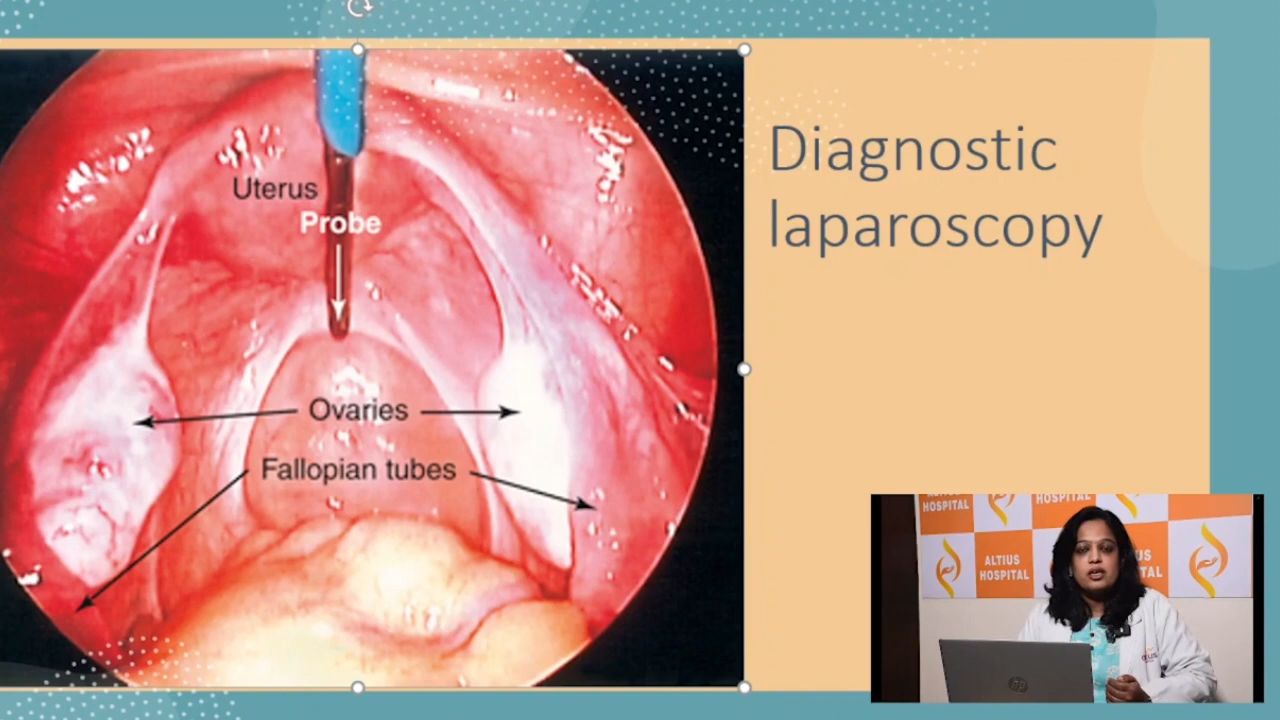 Diagnostic
laparoscopy
Uterus
Probe
Ovaries
Fallopian tubes
HOSPITAL
HOSPITAL
ALTIUS
HOSPITAL